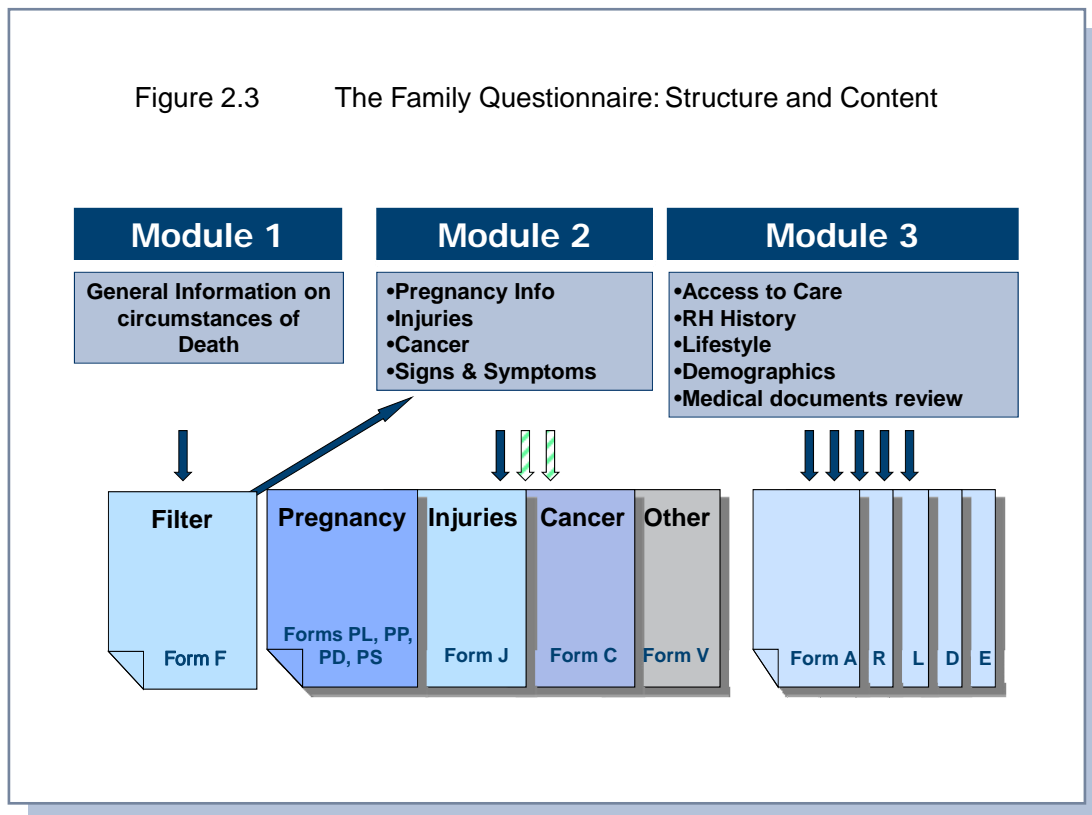 Figure 2.3 The Family Questionnaire: Structure and Content
Module 1
General Information on
circumstances of
Death
Module 2
•Pregnancy Info
•Injuries
•Cancer
•Signs & Symptoms
Module 3
•Access to Care
•RH History
•Lifestyle
•Demographics
•Medical documents review
Filter
Form F
Pregnancy
Forms PL, PP,
PD, PS
Injuries
Form J
Cancer
Form C
Other
Form V
Form A
R
L
D
E